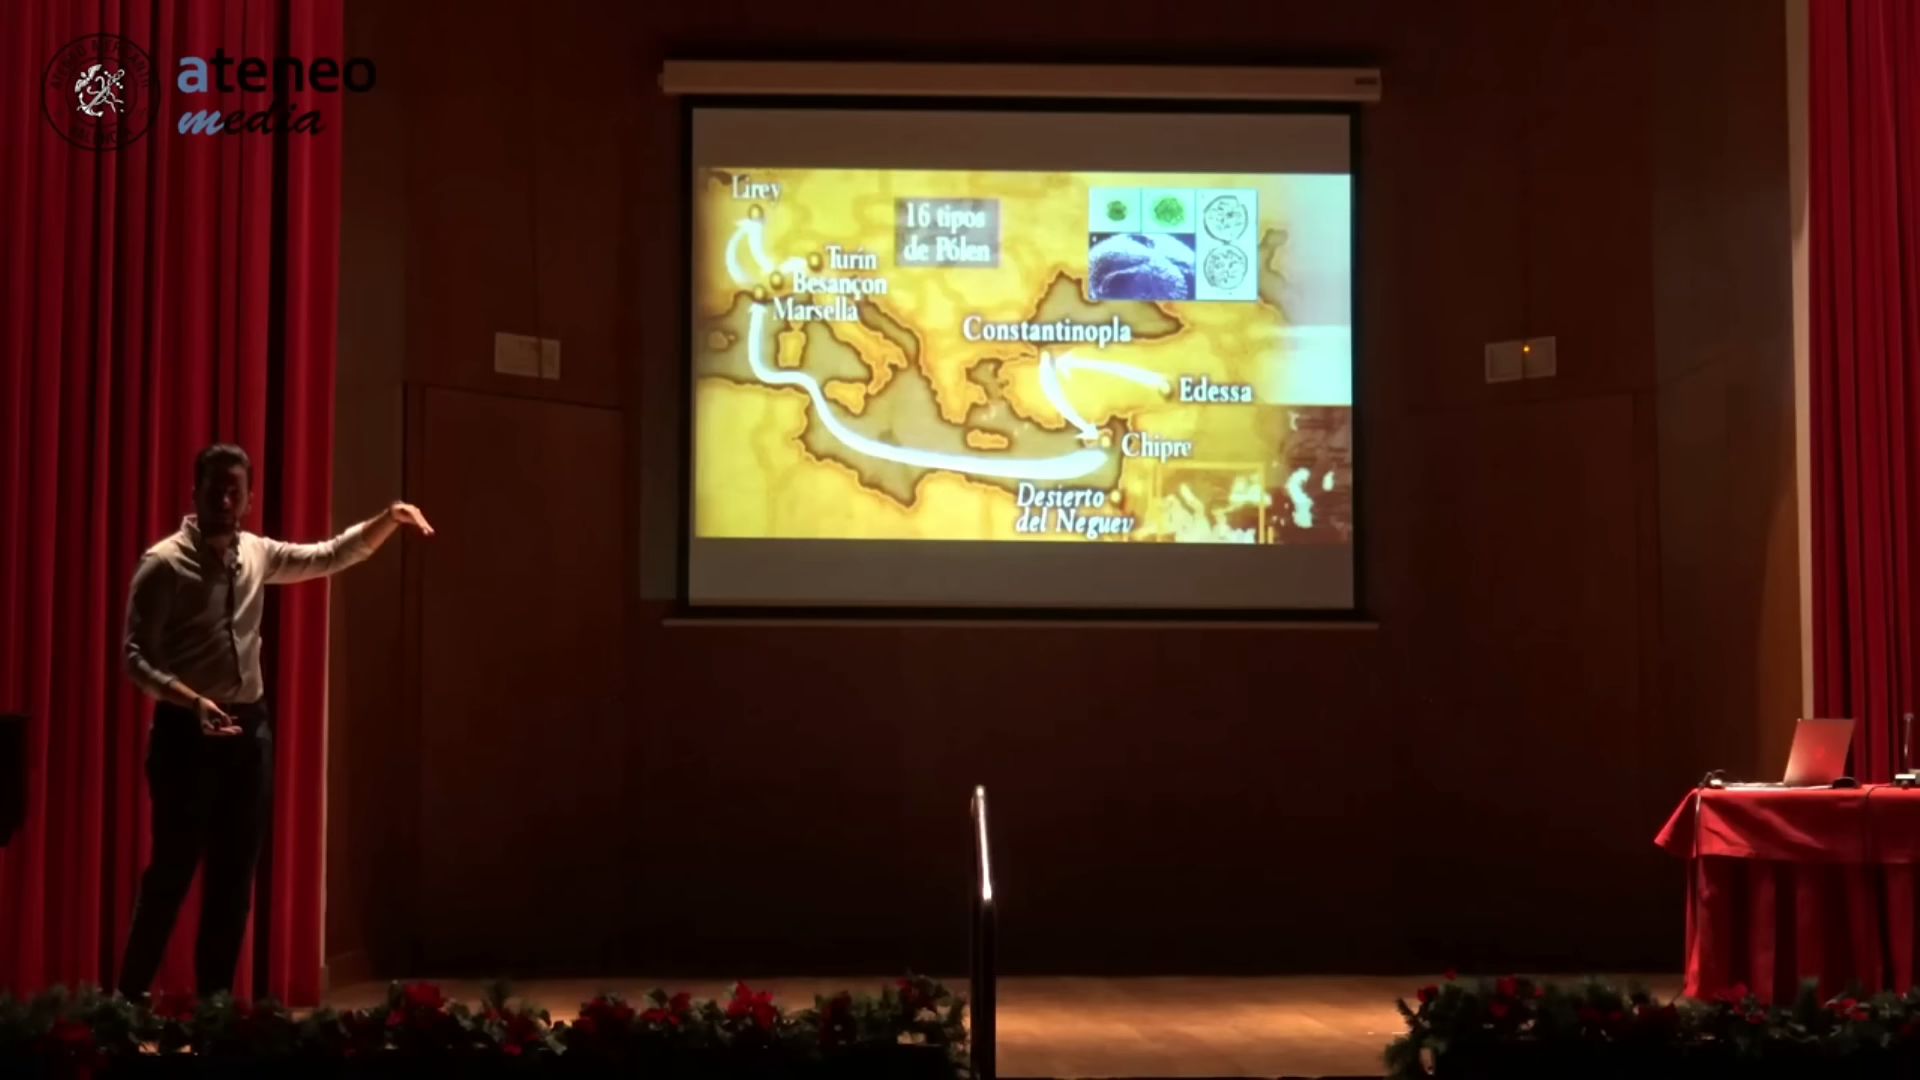 ateneo
media
Lirey
16 tipos
de Pólen
Turín
Besançon
Marsella
Constantinopla
Edessa
Chipre
Desierto
del Neguev